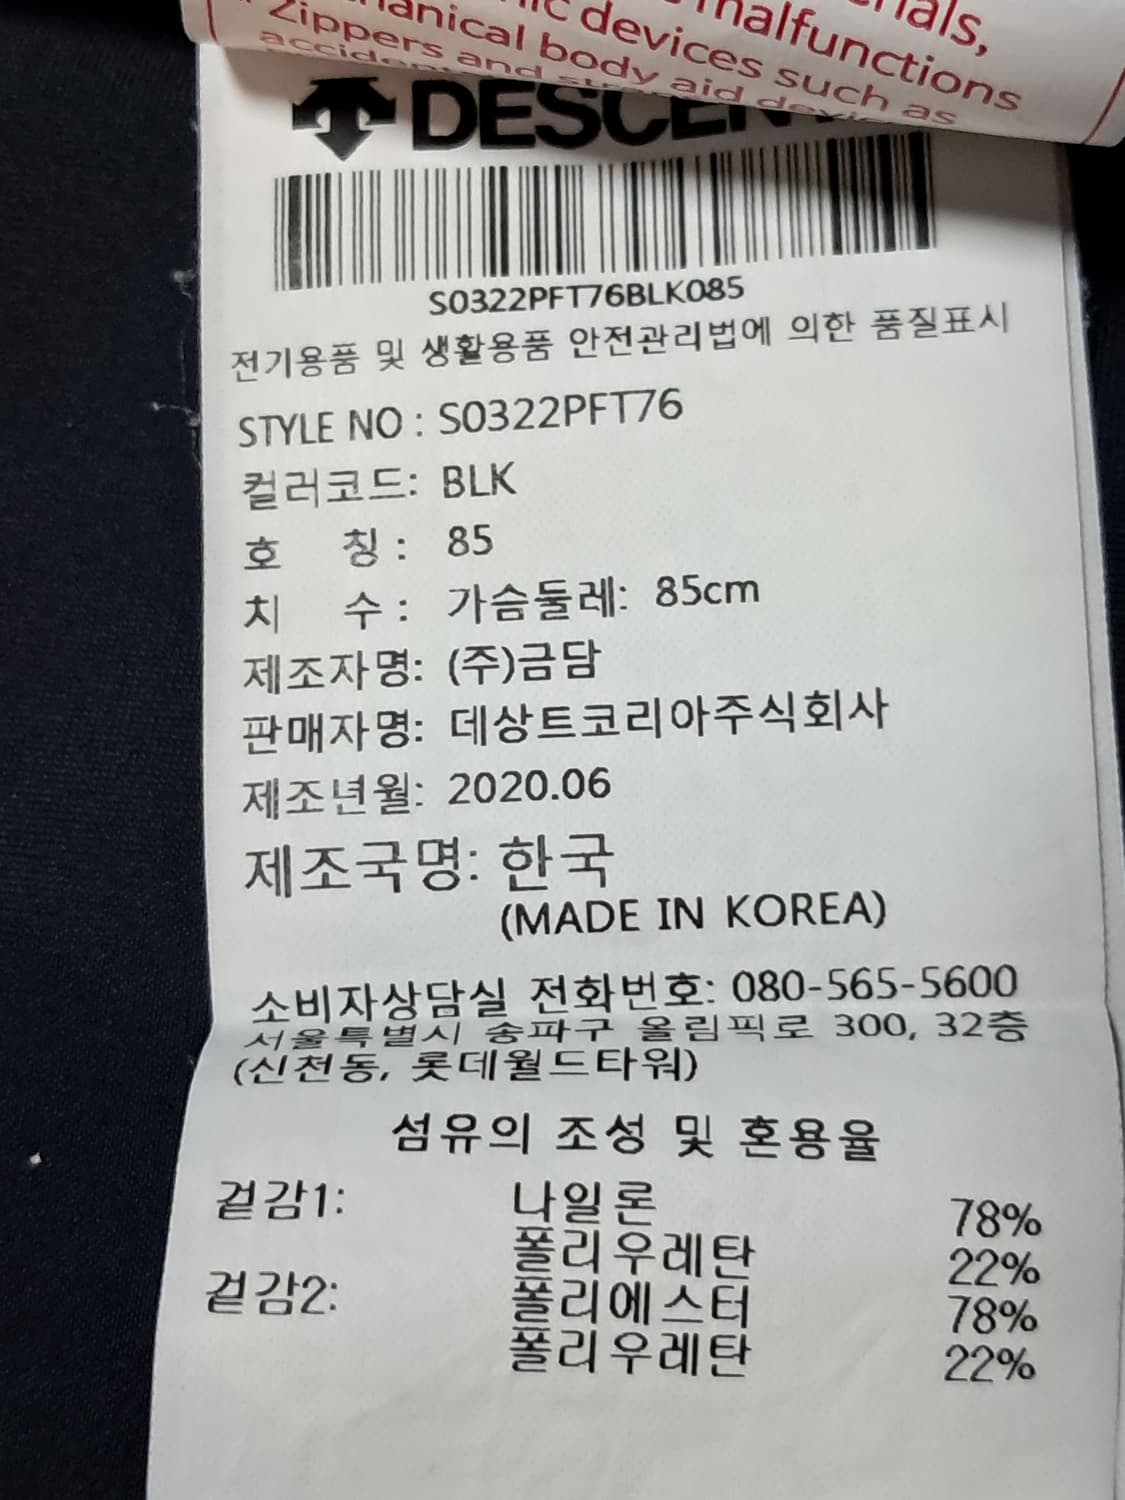 nals,
malfunctions
ic devices such as
hanical body aid
Zippers and
DESCEN
S0322PFT76BLK085
전기용품 및 생활용품 안전관리법에 의한 품질표시
STYLE NO : S0322PFT76
컬러코드: BLK
호 칭 : 85
치 수 : 가슴둘레: 85cm
제조자명: (주)금담
판매자명: 데상트코리아주식회사
제조년월: 2020.06
제조국명: 한국
(MADE IN KOREA)
소비자상담실 전화번호: 080-565-5600
서울특별시 송파구 올림픽로 300, 32층
(신천동, 롯데월드타워)
섬유의 조성 및 혼용율
겉감1: 나일론 78%
폴리우레탄 22%
겉감2: 폴리에스터 78%
폴리우레탄 22%